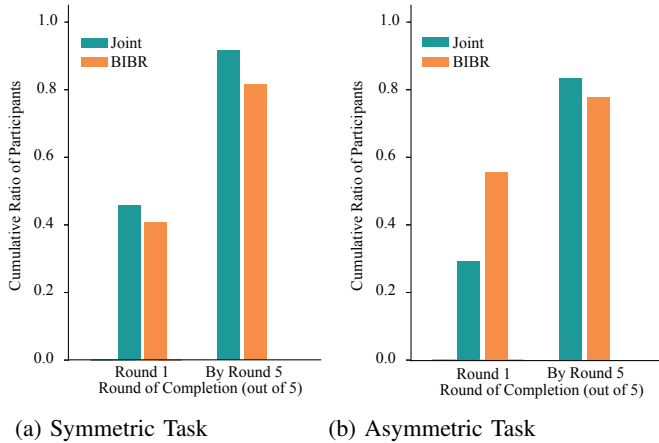 1.0
0.8
0.6
0.4
0.2
0.0
Cumulative Ratio of Participants
Joint
BIBR
Round 1
By Round 5
Round of Completion (out of 5)
(a) Symmetric Task
1.0
0.8
0.6
0.4
0.2
0.0
Cumulative Ratio of Participants
Joint
BIBR
Round 1
By Round 5
Round of Completion (out of 5)
(b) Asymmetric Task